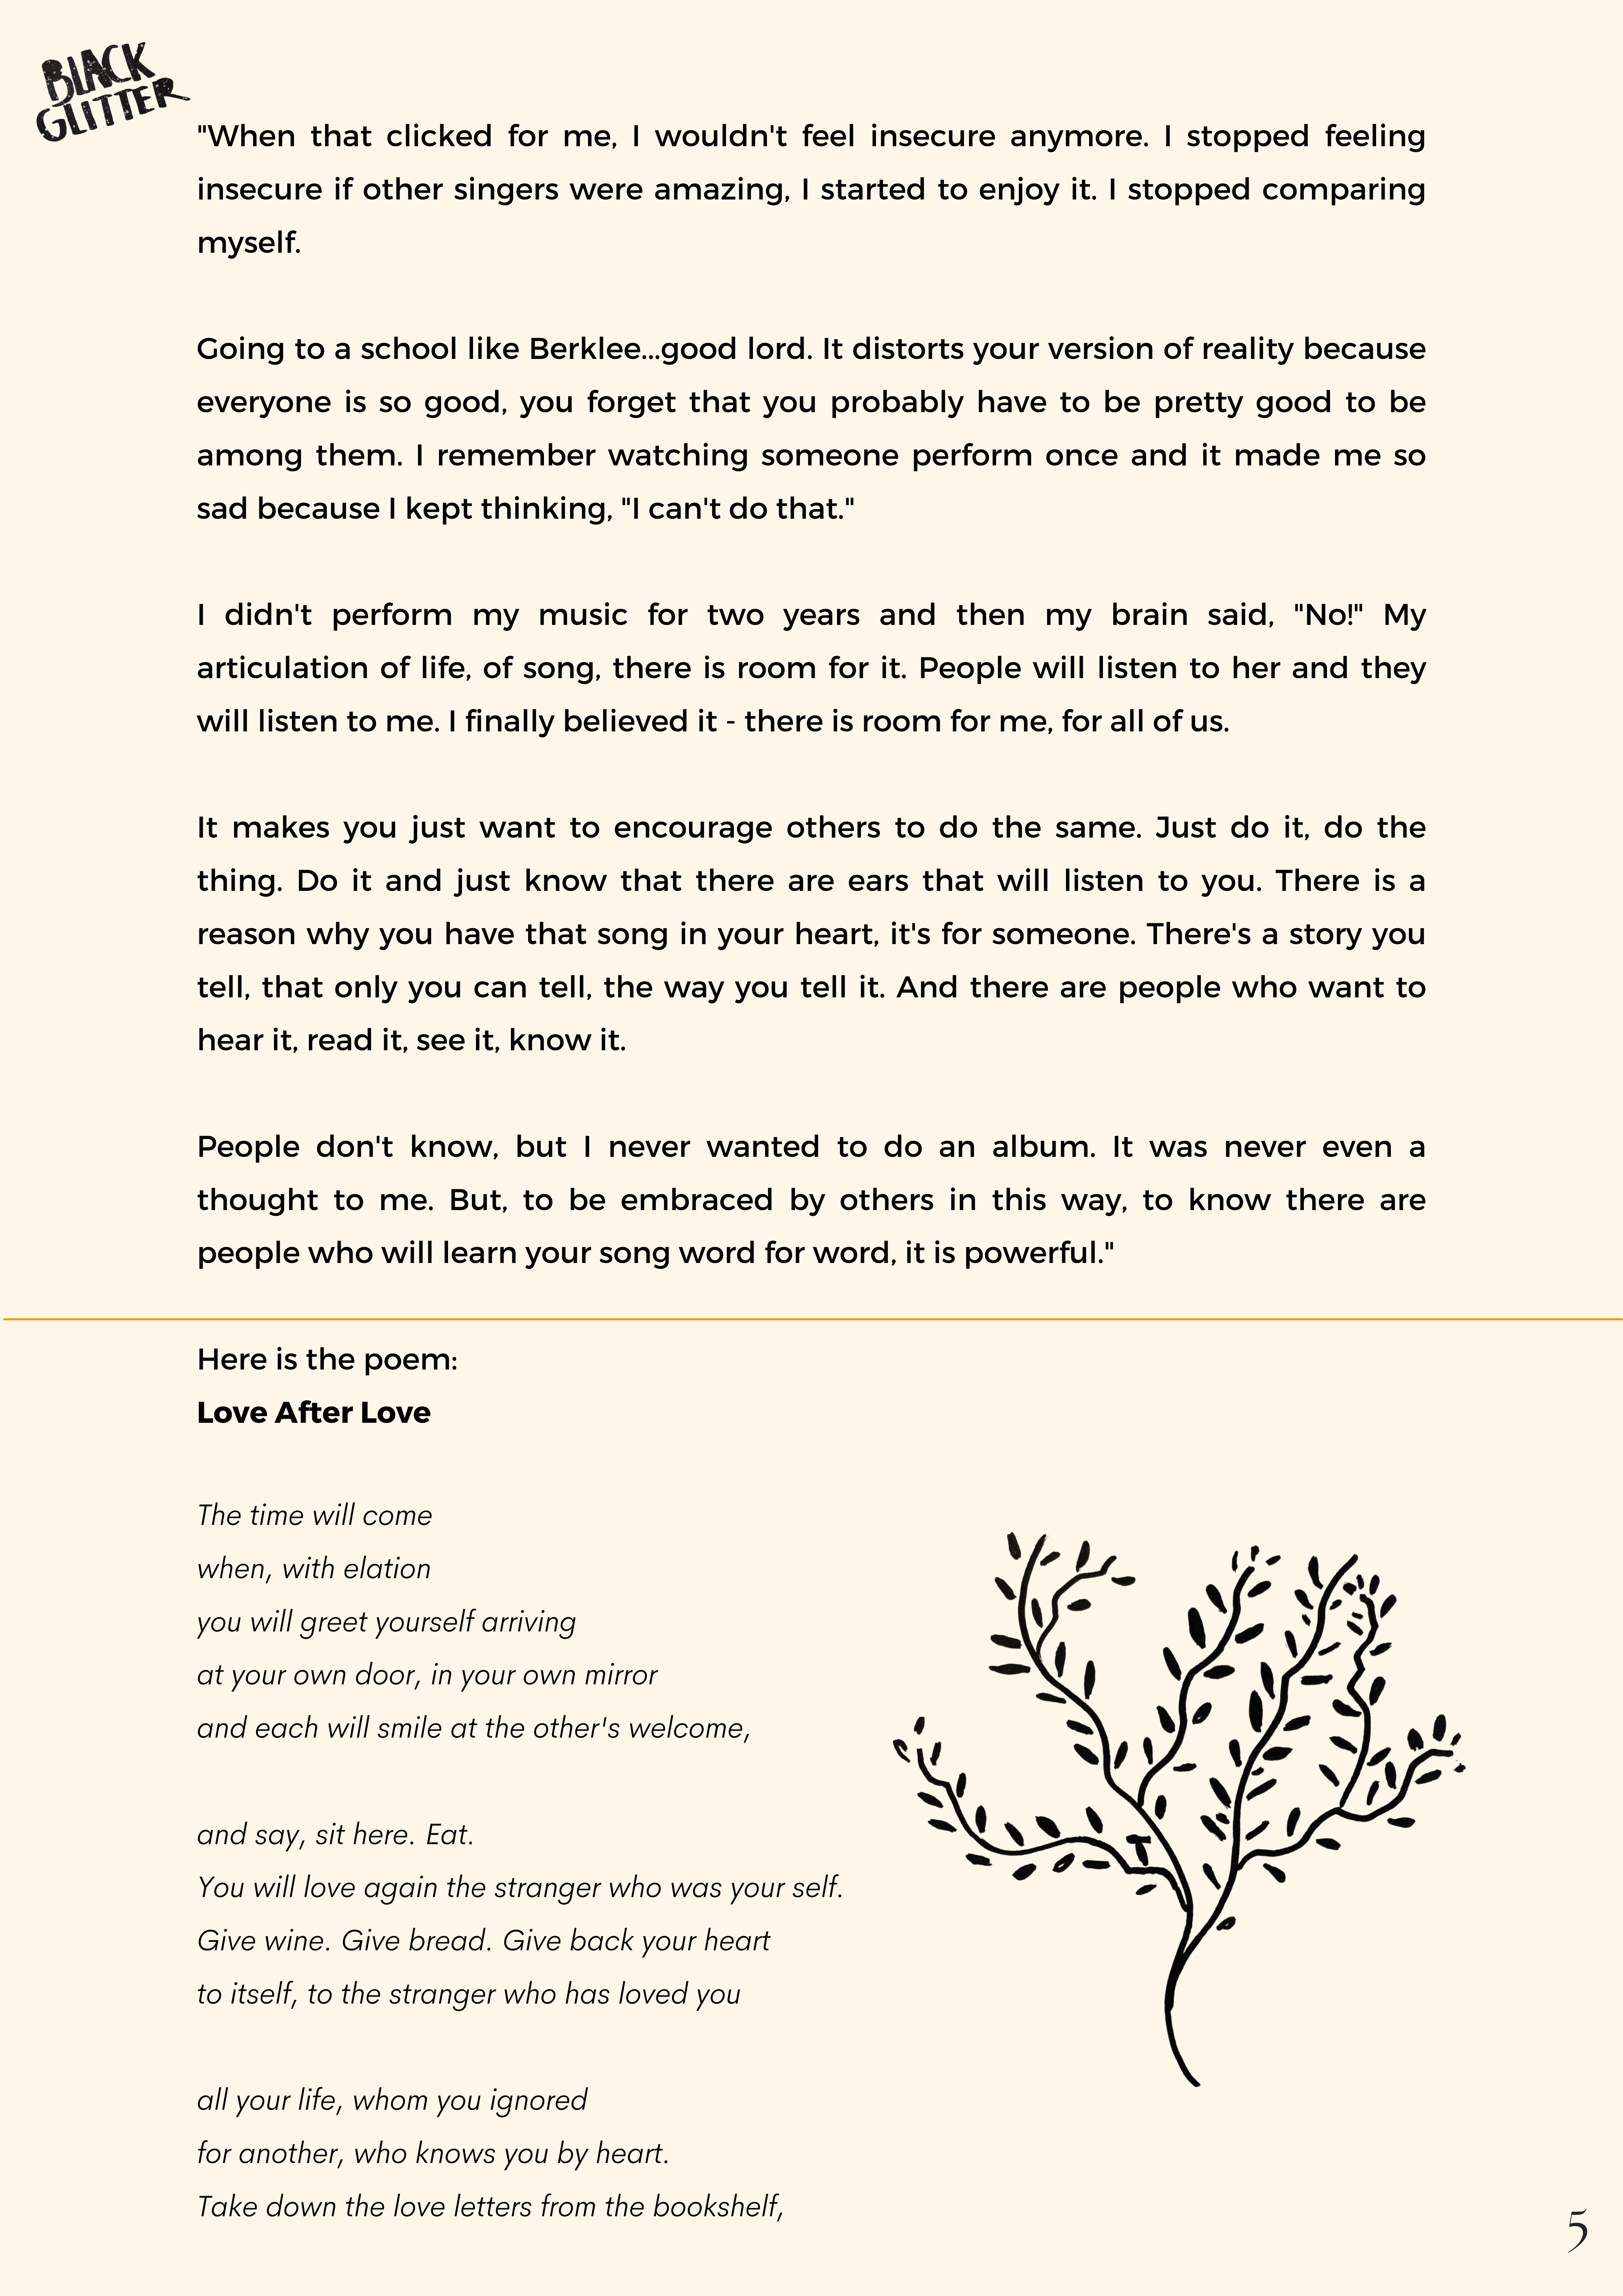 BLACK
GLITTER
"When that clicked for me, I wouldn't feel insecure anymore. I stopped feeling
insecure if other singers were amazing, I started to enjoy it. I stopped comparing
myself.
Going to a school like Berklee...good lord. It distorts your version of reality because
everyone is so good, you forget that you probably have to be pretty good to be
among them. I remember watching someone perform once and it made me so
sad because I kept thinking, "I can't do that."
I didn't perform my music for two years and then my brain said, "No!" My
articulation of life, of song, there is room for it. People will listen to her and they
will listen to me. I finally believed it - there is room for me, for all of us.
It makes you just want to encourage others to do the same. Just do it, do the
thing. Do it and just know that there are ears that will listen to you. There is a
reason why you have that song in your heart, it's for someone. There's a story you
tell, that only you can tell, the way you tell it. And there are people who want to
hear it, read it, see it, know it.
People don't know, but I never wanted to do an album. It was never even a
thought to me. But, to be embraced by others in this way, to know there are
people who will learn your song word for word, it is powerful."
Here is the poem:
Love After Love
The time will come
when, with elation
you will greet yourself arriving
at your own door, in your own mirror
and each will smile at the other's welcome,
and say, sit here. Eat.
You will love again the stranger who was your self.
Give wine. Give bread. Give back your heart
to itself, to the stranger who has loved you
all your life, whom you ignored
for another, who knows you by heart.
Take down the love letters from the bookshelf,
5